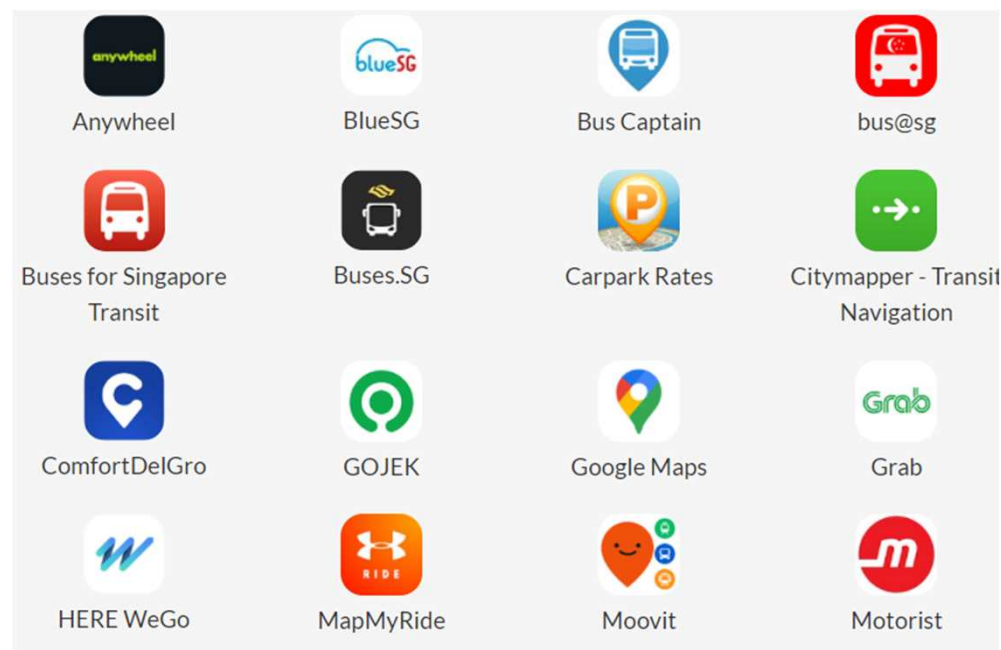 anywheel
blueSG
Anywheel
BlueSG
Bus Captain
bus@sg
P
Buses for Singapore
Transit
Buses.SG
Carpark Rates
Citymapper - Transit
Navigation
Grab
ComfortDelGro
GOJEK
Google Maps
Grab
RIDE
m
HERE WeGo
MapMyRide
Moovit
Motorist